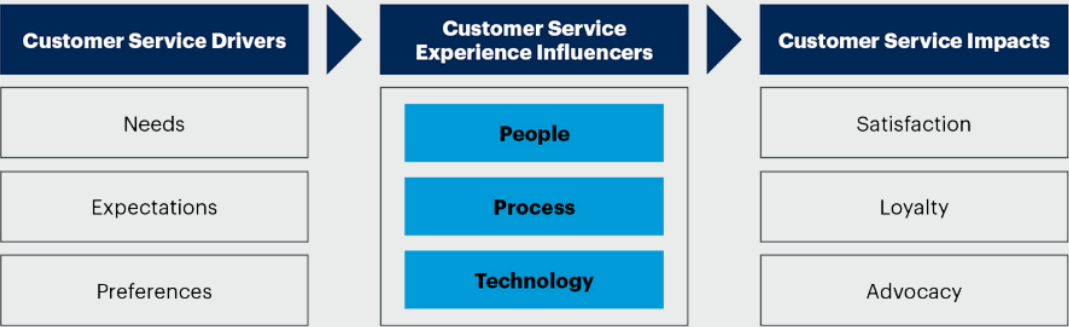 Customer Service Drivers
Customer Service
Experience Influencers
Customer Service Impacts
Needs
Expectations
Preferences
People
Process
Technology
Satisfaction
Loyalty
Advocacy